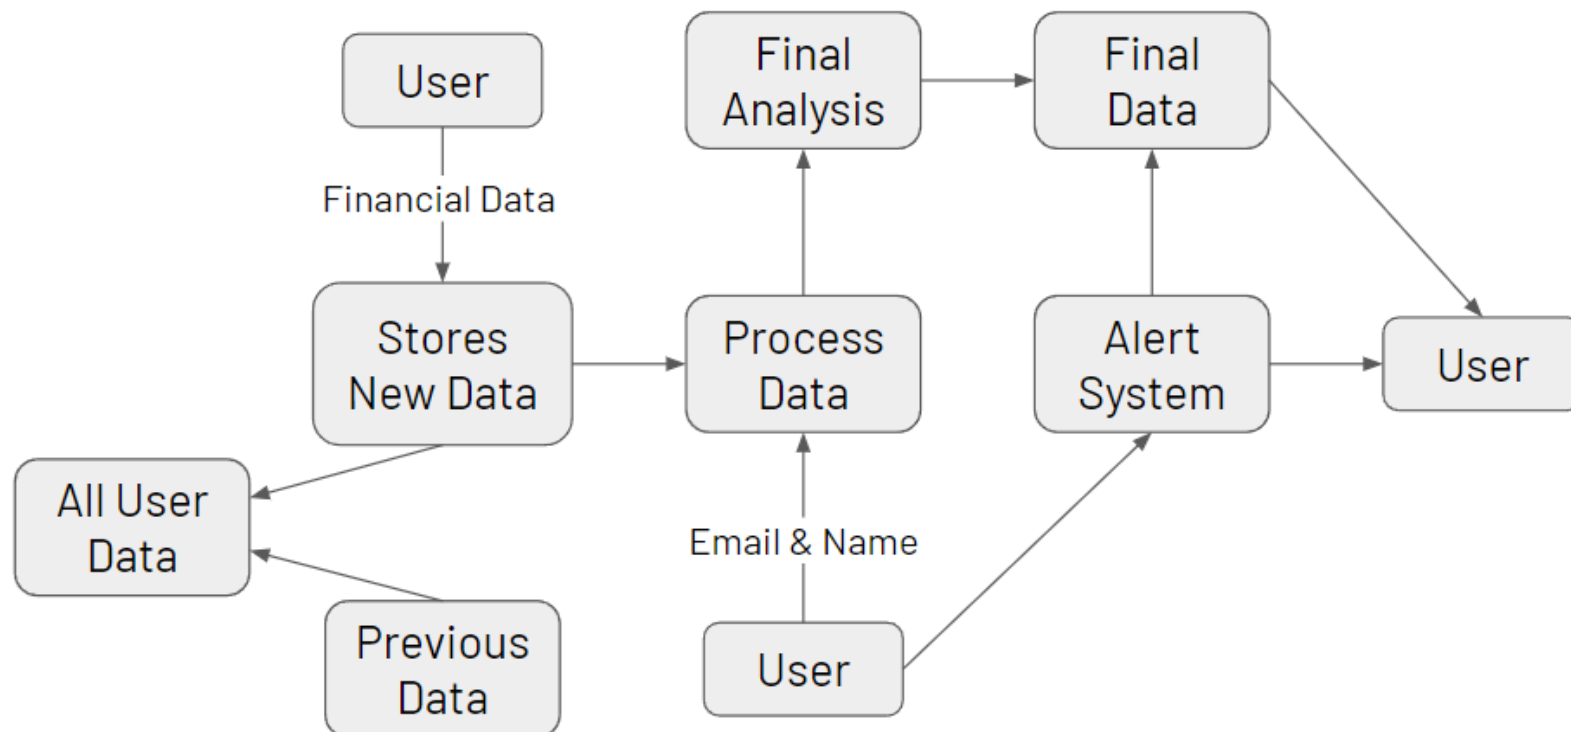 User
Final
Analysis
Final
Data
Financial Data
Stores
New Data
Process
Data
Alert
System
User
All User
Data
Email & Name
Previous
Data
User